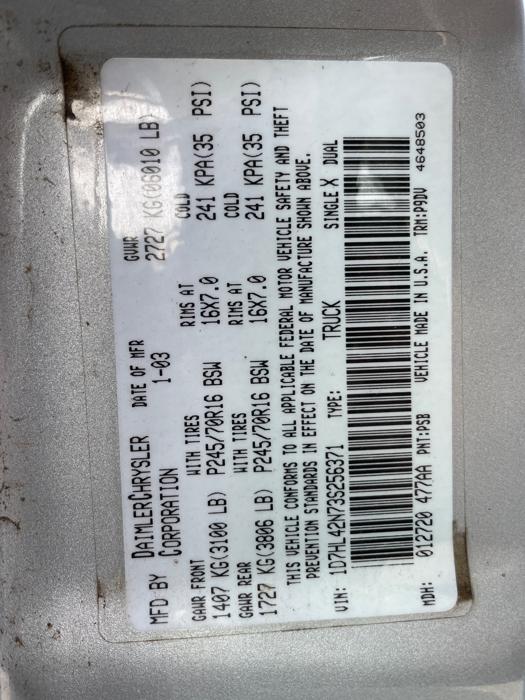 MFD BY DAIMLERCHRYSLER CORPORATION
DATE OF MFR 1-03
GVWR 2727 KG(06010 LB)
GAWR FRONT WITH TIRES RIMS AT COLD
1407 KG(3100 LB) P245/70R16 BSW 16X7.0 241 KPA(35 PSI)
GAWR REAR WITH TIRES RIMS AT COLD
1727 KG(3806 LB) P245/70R16 BSW 16X7.0 241 KPA(35 PSI)
THIS VEHICLE CONFORMS TO ALL APPLICABLE FEDERAL MOTOR VEHICLE SAFETY AND THEFT
PREVENTION STANDARDS IN EFFECT ON THE DATE OF MANUFACTURE SHOWN ABOVE.
VIN: 1D7HL42N73S256371 TYPE: TRUCK SINGLE X DUAL
MDH: 012720 477AA PNT:PSB VEHICLE MADE IN U.S.A. TRM:P9DV 4648503